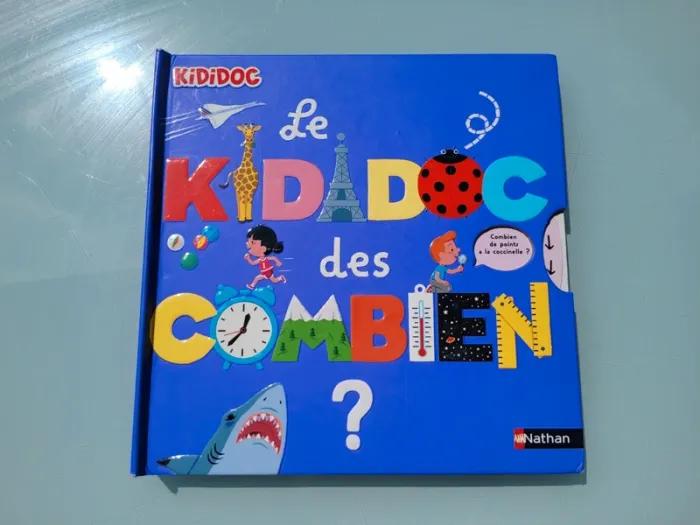 KiDiDOC
Le
KIDIDOC
des
COMBIEN
?
Combien
de points
a la coccinelle ?
Nathan